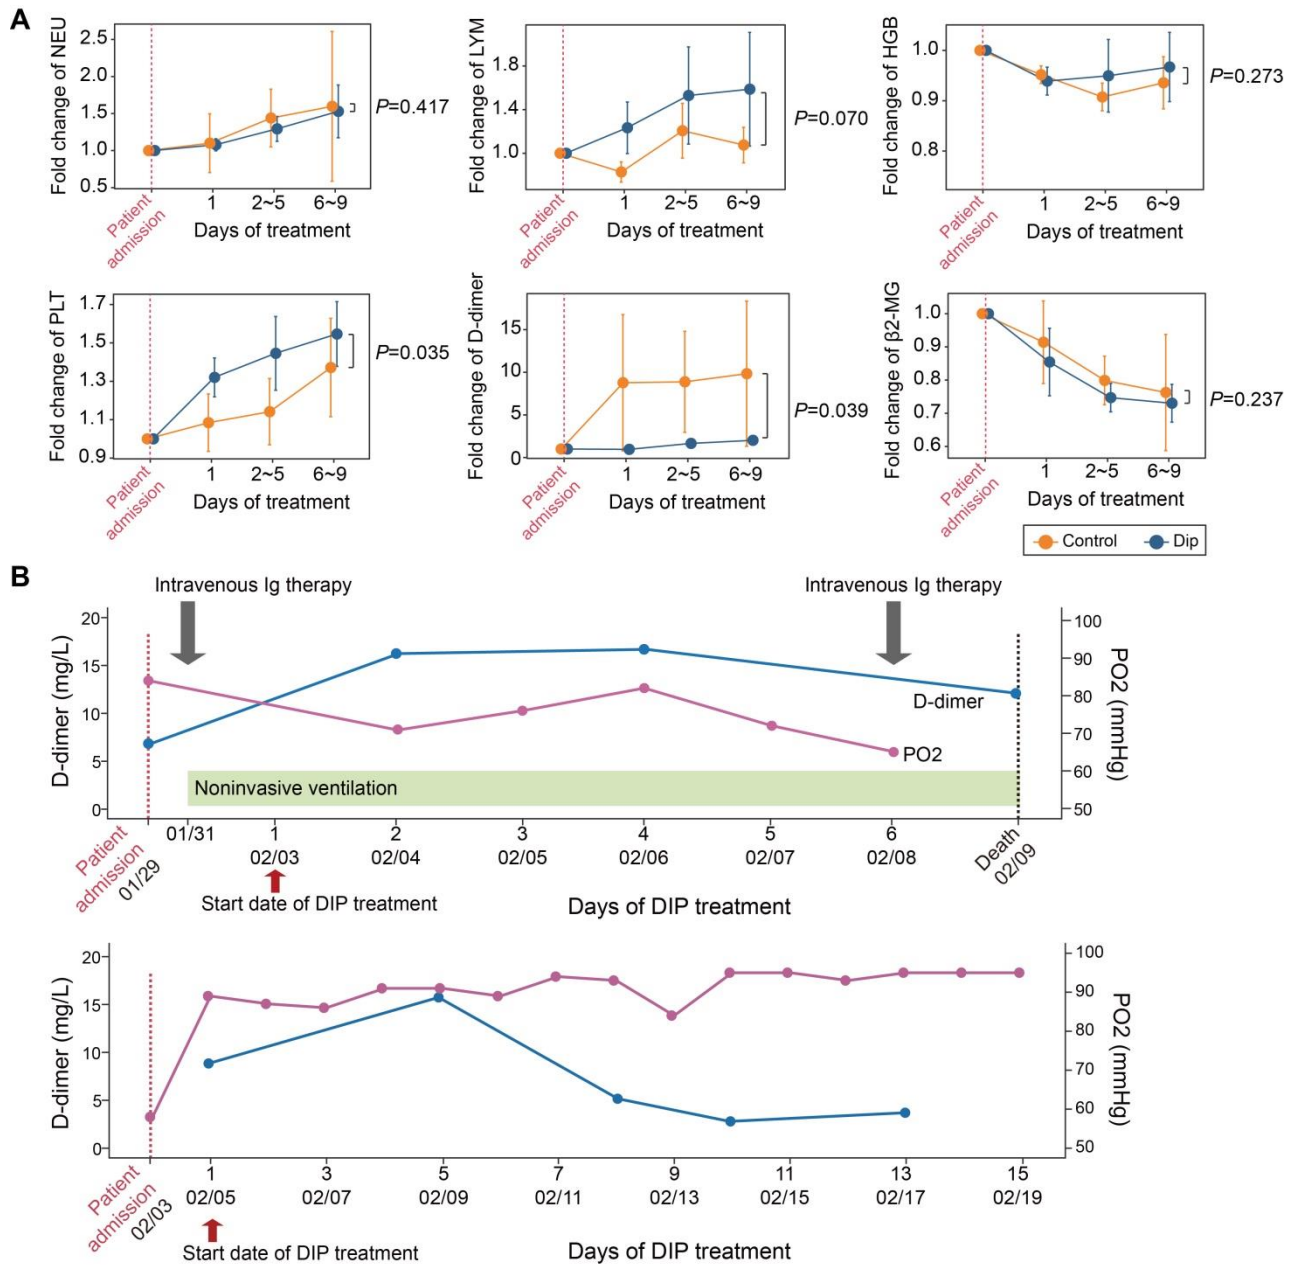 A
Fold change of NEU
2.5
2.0
1.5
1.0
0.5
P=0.417
Patient
admission
1
2~5
6~9
Days of treatment
Fold change of LYM
1.8
1.4
1.0
P=0.070
Patient
admission
1
2~5
6~9
Days of treatment
Fold change of HGB
1.0
0.9
0.8
P=0.273
Patient
admission
1
2~5
6~9
Days of treatment
Fold change of PLT
1.7
1.5
1.3
1.1
0.9
P=0.035
Patient
admission
1
2~5
6~9
Days of treatment
Fold change of D-dimer
15
10
5
0
P=0.039
Patient
admission
1
2~5
6~9
Days of treatment
Fold change of β2-MG
1.0
0.9
0.8
0.7
0.6
P=0.237
Patient
admission
1
2~5
6~9
Days of treatment
Control
Dip
B
Intravenous Ig therapy
Intravenous Ig therapy
D-dimer (mg/L)
20
15
10
5
0
PO2 (mmHg)
100
90
80
70
60
50
D-dimer
PO2
Noninvasive ventilation
Patient
admission
01/29
01/31
1
02/03
2
02/04
3
02/05
4
02/06
5
02/07
6
02/08
Death
02/09
Start date of DIP treatment
Days of DIP treatment
D-dimer (mg/L)
20
15
10
5
0
PO2 (mmHg)
100
90
80
70
60
50
Patient
admission
02/03
1
02/05
3
02/07
5
02/09
7
02/11
9
02/13
11
02/15
13
02/17
15
02/19
Start date of DIP treatment
Days of DIP treatment